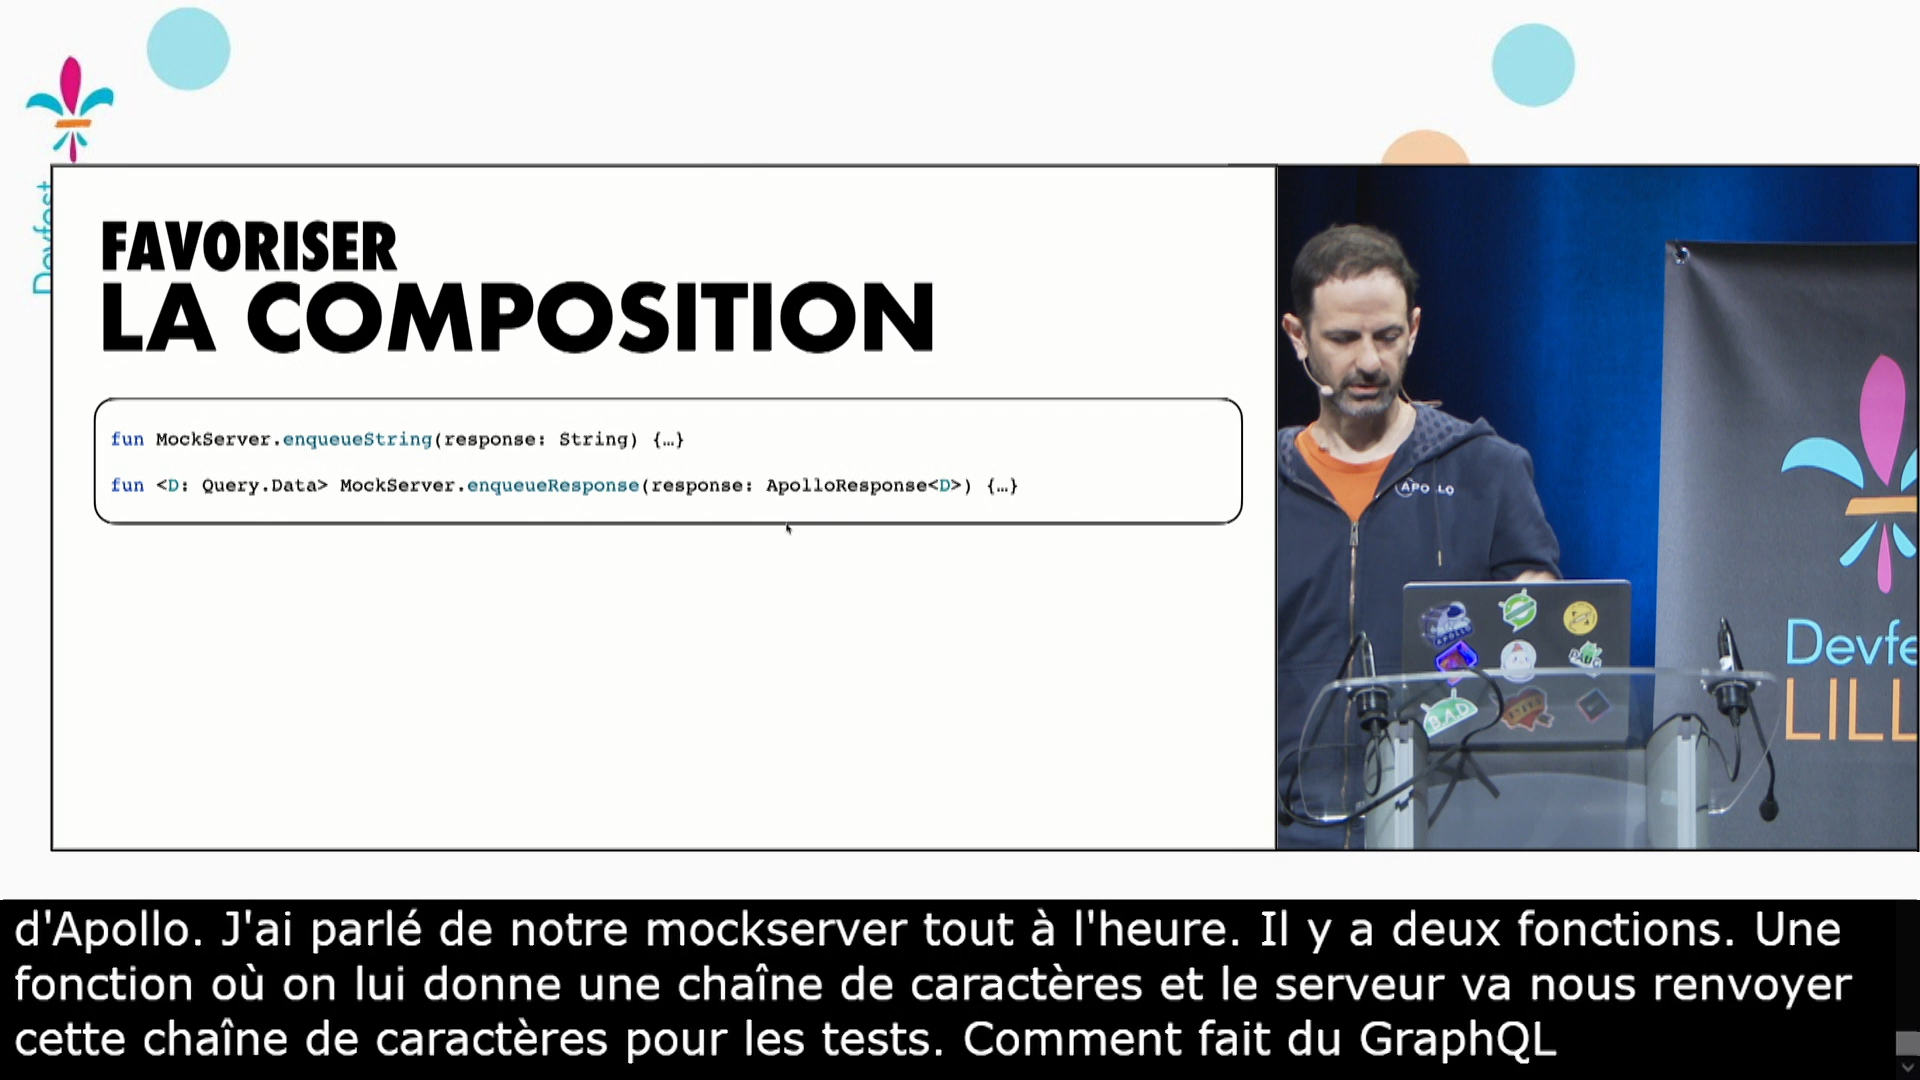 Devfest
FAVORISER
LA COMPOSITION
fun MockServer.enqueueString(response: String) {…}
fun <D: Query.Data> MockServer.enqueueResponse(response: ApolloResponse<D>) {…}
APOLLO
APOLLO
B.A.D
Devfe
LILL
d'Apollo. J'ai parlé de notre mockserver tout à l'heure. Il y a deux fonctions. Une
fonction où on lui donne une chaîne de caractères et le serveur va nous renvoyer
cette chaîne de caractères pour les tests. Comment fait du GraphQL